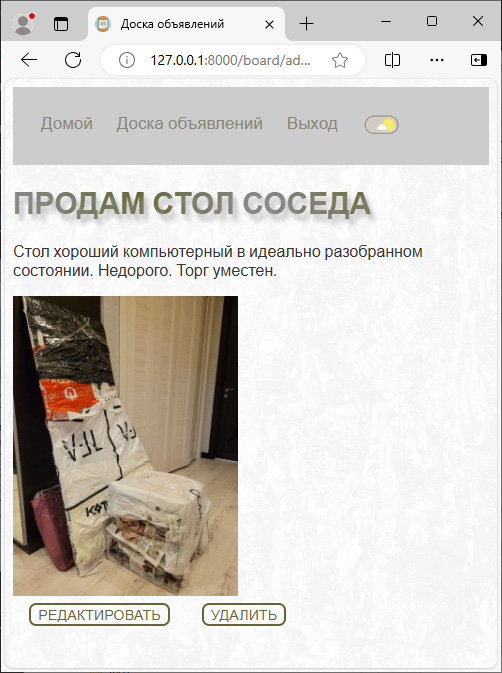 Доска объявлений
127.0.0.1:8000/board/ad...
Домой Доска объявлений Выход
ПРОДАМ СТОЛ СОСЕДА
Стол хороший компьютерный в идеально разобранном
состоянии. Недорого. Торг уместен.
РЕДАКТИРОВАТЬ УДАЛИТЬ